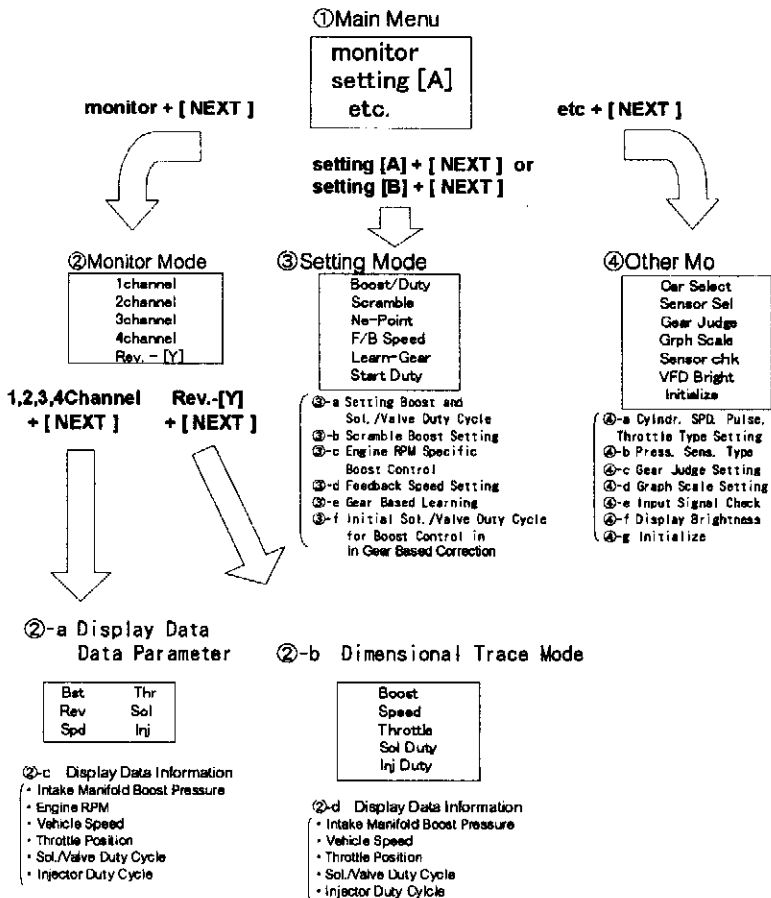 ①Main Menu
monitor
setting [A]
etc.
monitor + [ NEXT ]
etc + [ NEXT ]
setting [A] + [ NEXT ] or
setting [B] + [ NEXT ]
②Monitor Mode
1channel
2channel
3channel
4channel
Rev. - [Y]
③Setting Mode
Boost/Duty
Scramble
Ne-Point
F/B Speed
Learn-Gear
Start Duty
④Other Mo
Car Select
Sensor Sel
Gear Judge
Grph Scale
Sensor chk
VFD Bright
Initialize
1,2,3,4Channel
+ [ NEXT ]
Rev.-[Y]
+ [ NEXT ]
③-a Setting Boost and
Sol./Valve Duty Cycle
③-b Scramble Boost Setting
③-c Engine RPM Specific
Boost Control
③-d Feedback Speed Setting
③-e Gear Based Learning
③-f Initial Sol./Valve Duty Cycle
for Boost Control in
in Gear Based Correction
④-a Cylndr. SPD. Pulse,
Throttle Type Setting
④-b Press. Sens. Type
④-c Gear Judge Setting
④-d Graph Scale Setting
④-e Input Signal Check
④-f Display Brightness
④-g Initialize
②-a Display Data
Data Parameter
Bst Thr
Rev Sol
Spd Inj
②-c Display Data Information
・Intake Manifold Boost Pressure
・Engine RPM
・Vehicle Speed
・Throttle Position
・Sol./Valve Duty Cycle
・Injector Duty Cycle
②-b Dimensional Trace Mode
Boost
Speed
Throttle
Sol Duty
Inj Duty
②-d Display Data Information
・Intake Manifold Boost Pressure
・Vehicle Speed
・Throttle Position
・Sol./Valve Duty Cycle
・Injector Duty Cylcle